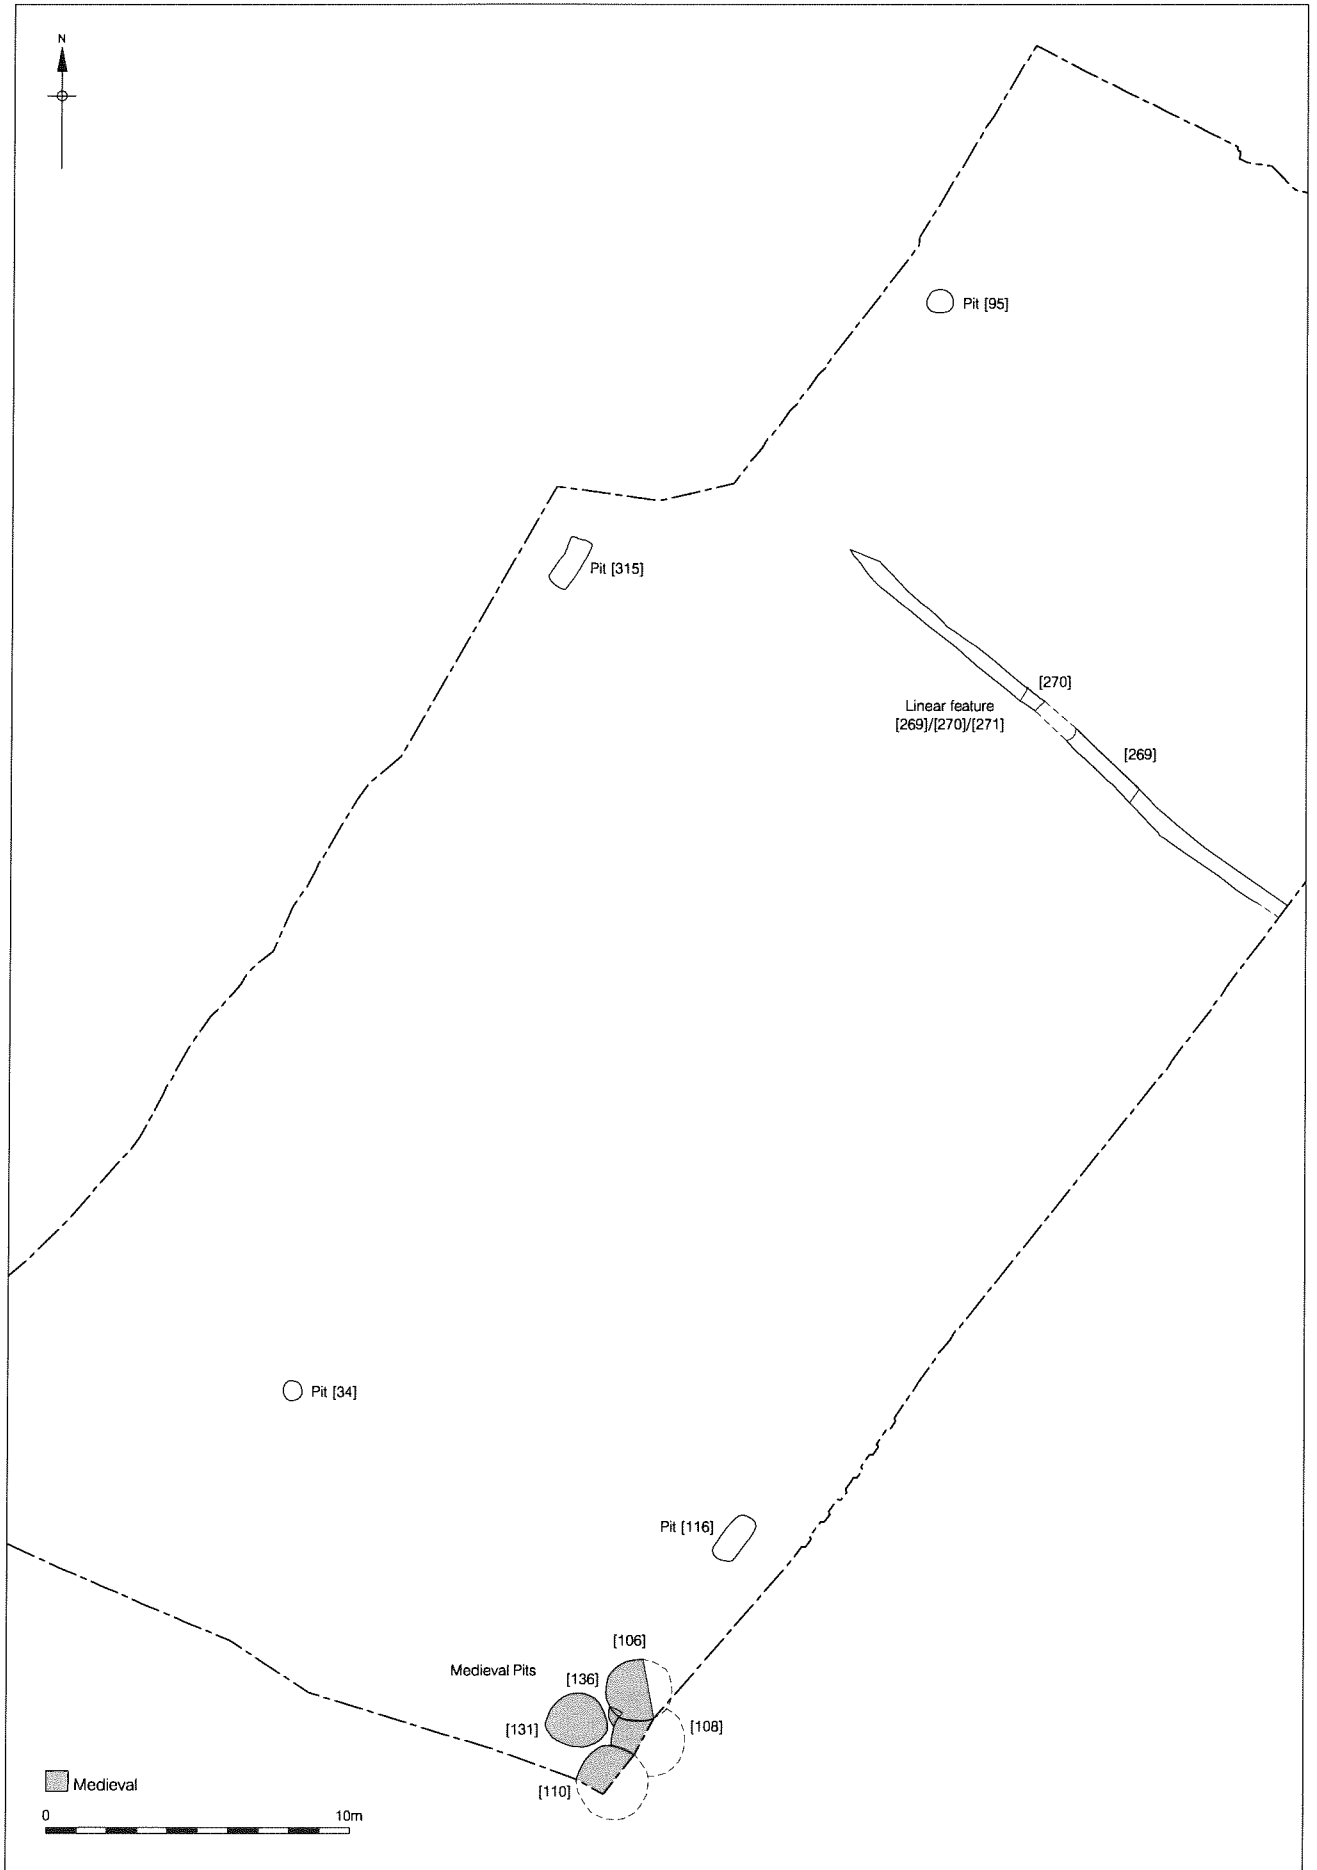 N
Pit [95]
Pit [315]
[270]
Linear feature
[269]/[270]/[271]
[269]
Pit [34]
Pit [116]
[106]
Medieval Pits
[136]
[131]
[108]
[110]
Medieval
0 10m